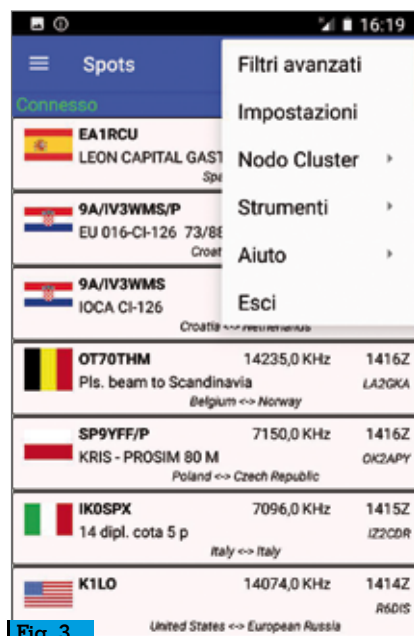 16:19
Spots
Connesso
Filtri avanzati
Impostazioni
Nodo Cluster
Strumenti
Aiuto
Esci
EA1RCU
LEON CAPITAL GAST
9A/IV3WMS/P
EU 016-CI-126 73/88
9A/IV3WMS
IOCA CI-126
Croatia <-> Netherlands
OT70THM 14235,0 KHz 1416Z
Pls. beam to Scandinavia LA2GKA
Belgium <-> Norway
SP9YFF/P 7150,0 KHz 1416Z
KRIS - PROSIM 80 M OK2APY
Poland <-> Czech Republic
IK0SPX 7096,0 KHz 1415Z
14 dipl. cota 5 p IZ2CDR
Italy <-> Italy
K1LO 14074,0 KHz 1414Z
R6DIS
United States <-> European Russia
Fig. 3